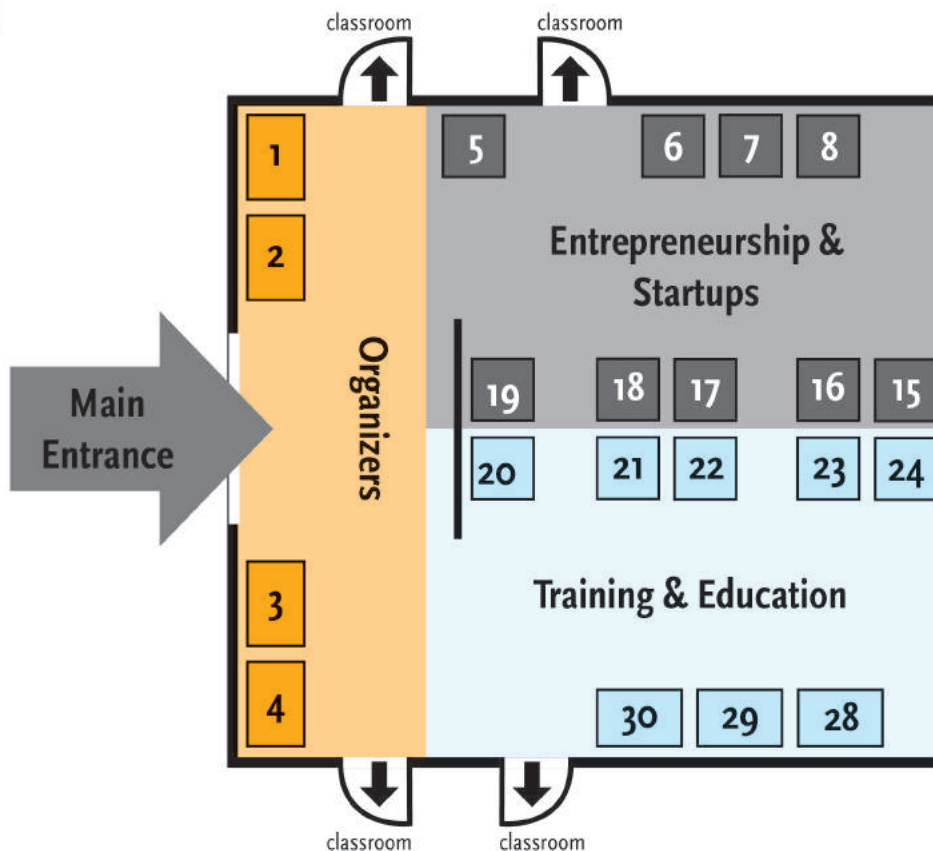 classroom
classroom
1
5
6
7
8
2
Entrepreneurship &
Startups
Main
Entrance
Organizers
19
18
17
16
15
20
21
22
23
24
3
Training & Education
4
30
29
28
classroom
classroom